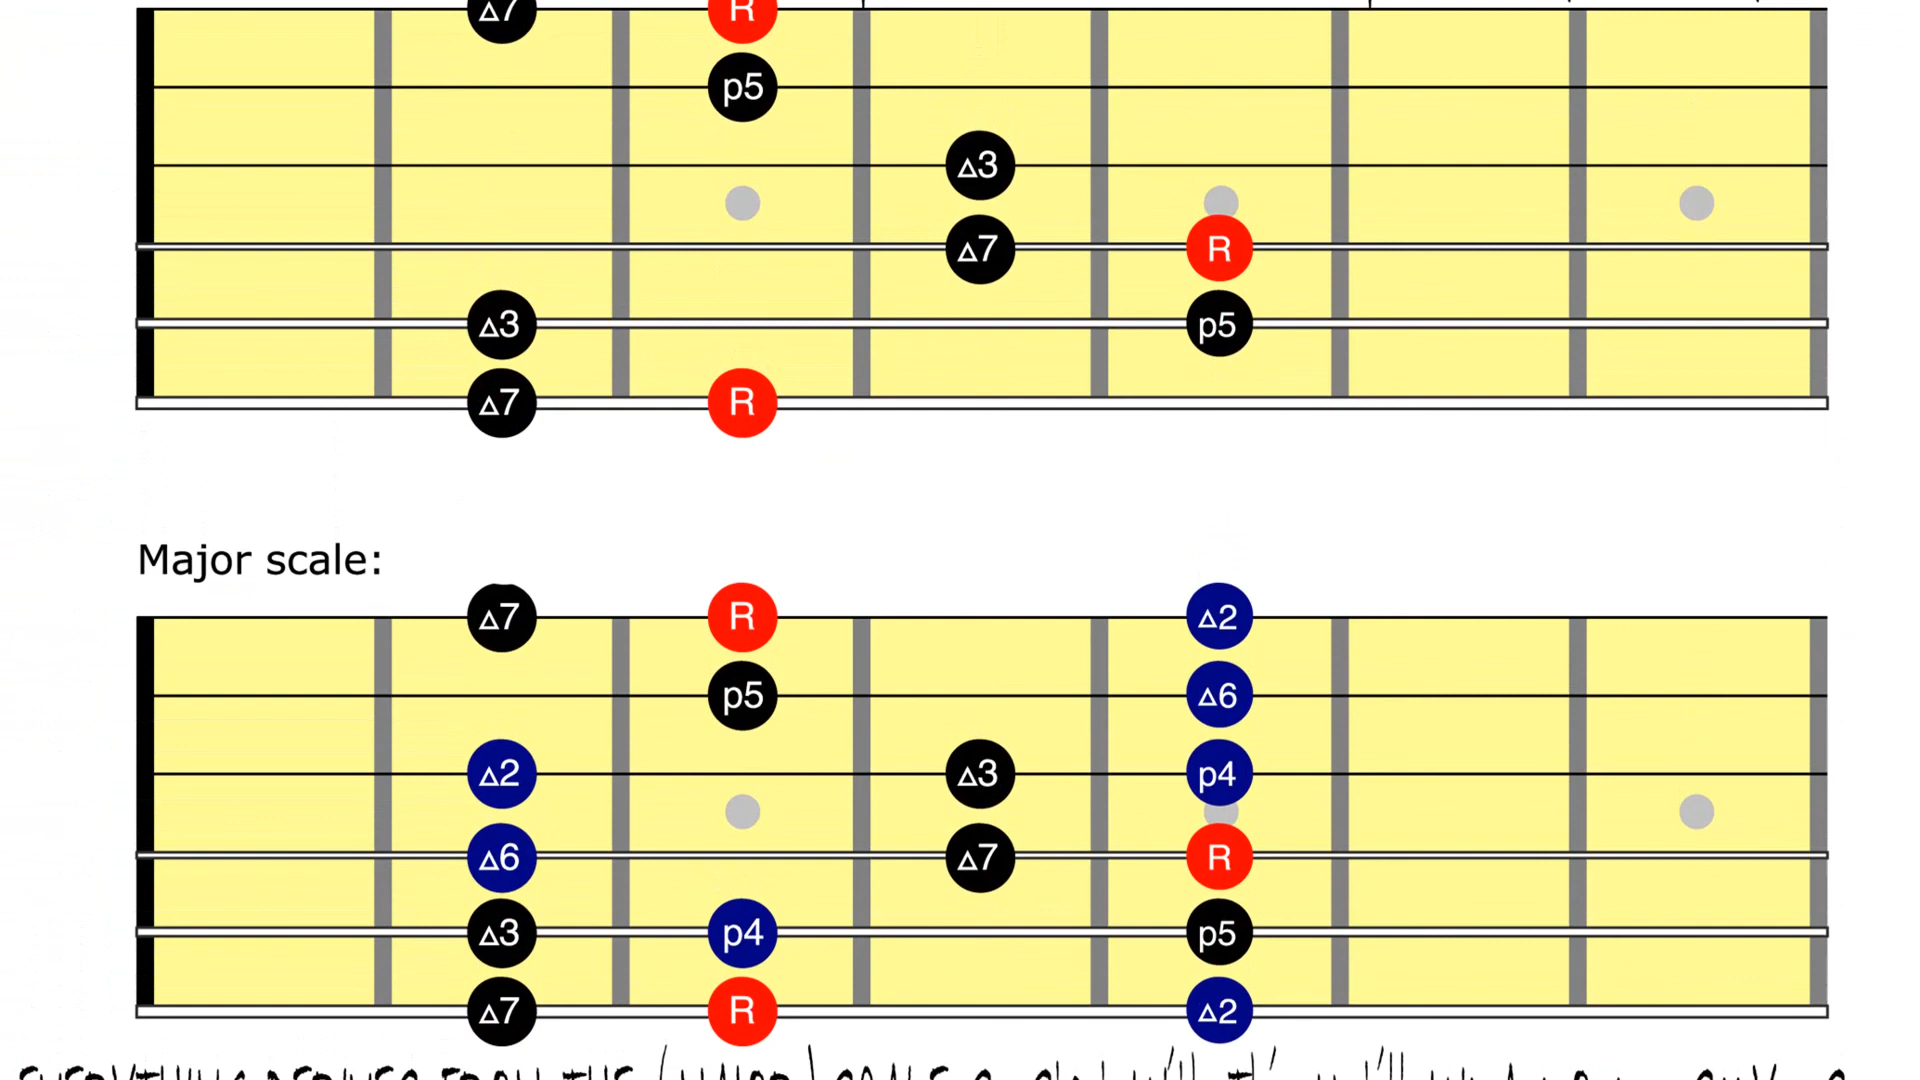 Δ7 R
p5
Δ3
Δ7 R
Δ3 p5
Δ7 R
Major scale:
Δ7 R Δ2
p5 Δ6
Δ2 Δ3 p4
Δ6 Δ7 R
Δ3 p4 p5
Δ7 R Δ2
EVERYTHING DERIVES FROM THE (MAJOR) SCALE